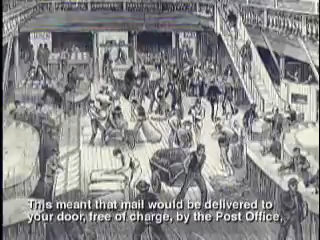 This meant that mail would be delivered to
your door, free of charge, by the Post Office,